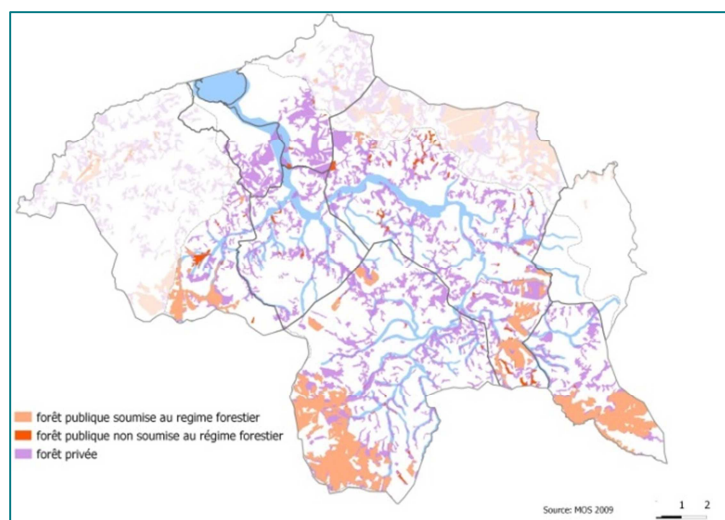 forêt publique soumise au regime forestier
forêt publique non soumise au régime forestier
forêt privée
Source: MOS 2009
1 2